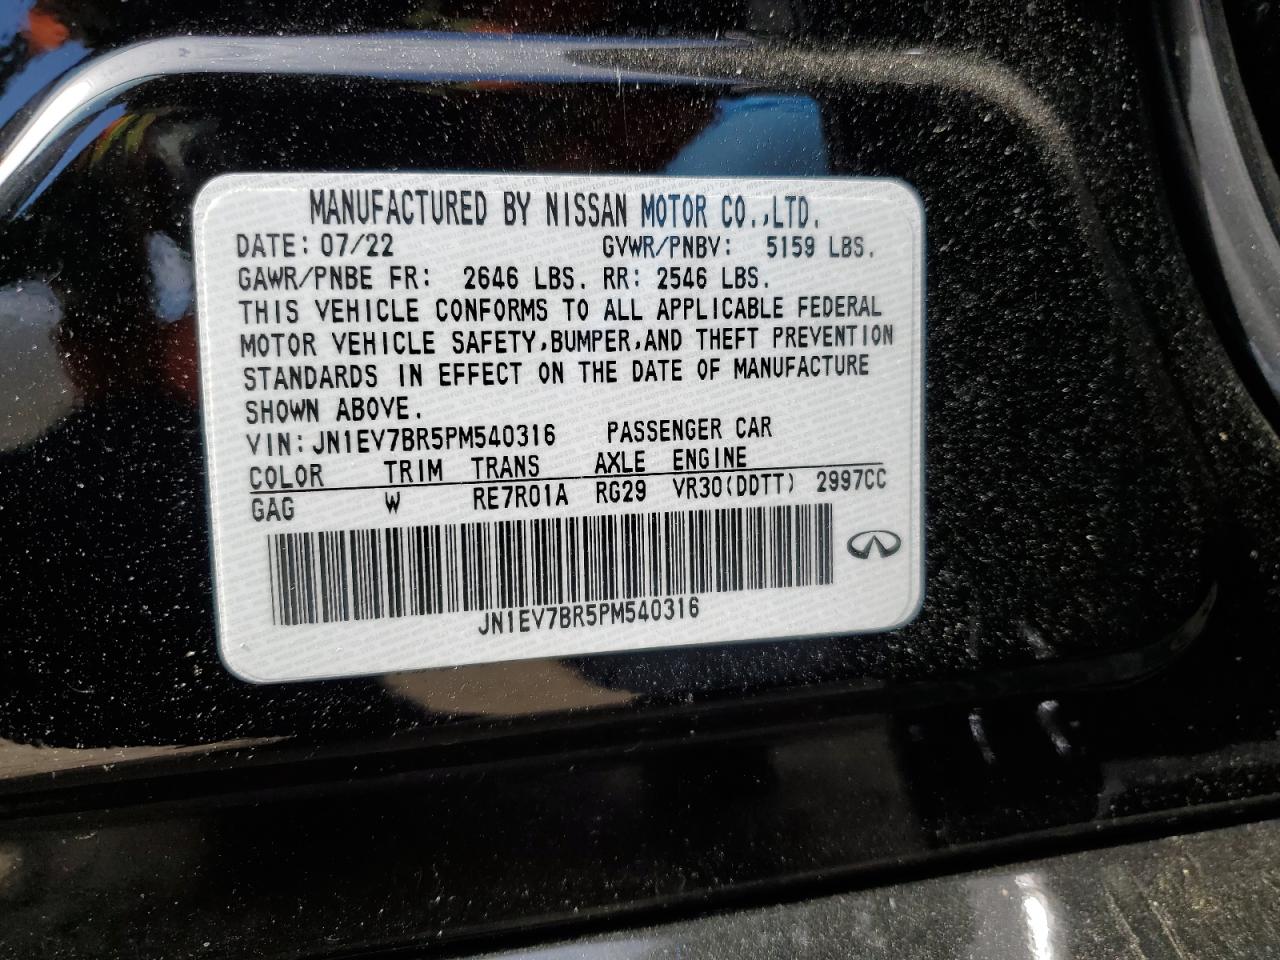 MANUFACTURED BY NISSAN MOTOR CO.,LTD.
DATE: 07/22 GVWR/PNBV: 5159 LBS.
GAWR/PNBE FR: 2646 LBS. RR: 2546 LBS.
THIS VEHICLE CONFORMS TO ALL APPLICABLE FEDERAL
MOTOR VEHICLE SAFETY,BUMPER,AND THEFT PREVENTION
STANDARDS IN EFFECT ON THE DATE OF MANUFACTURE
SHOWN ABOVE.
VIN: JN1EV7BR5PM540316 PASSENGER CAR
COLOR TRIM TRANS AXLE ENGINE
GAG W RE7R01A RG29 VR30(DDTT) 2997CC
JN1EV7BR5PM540316